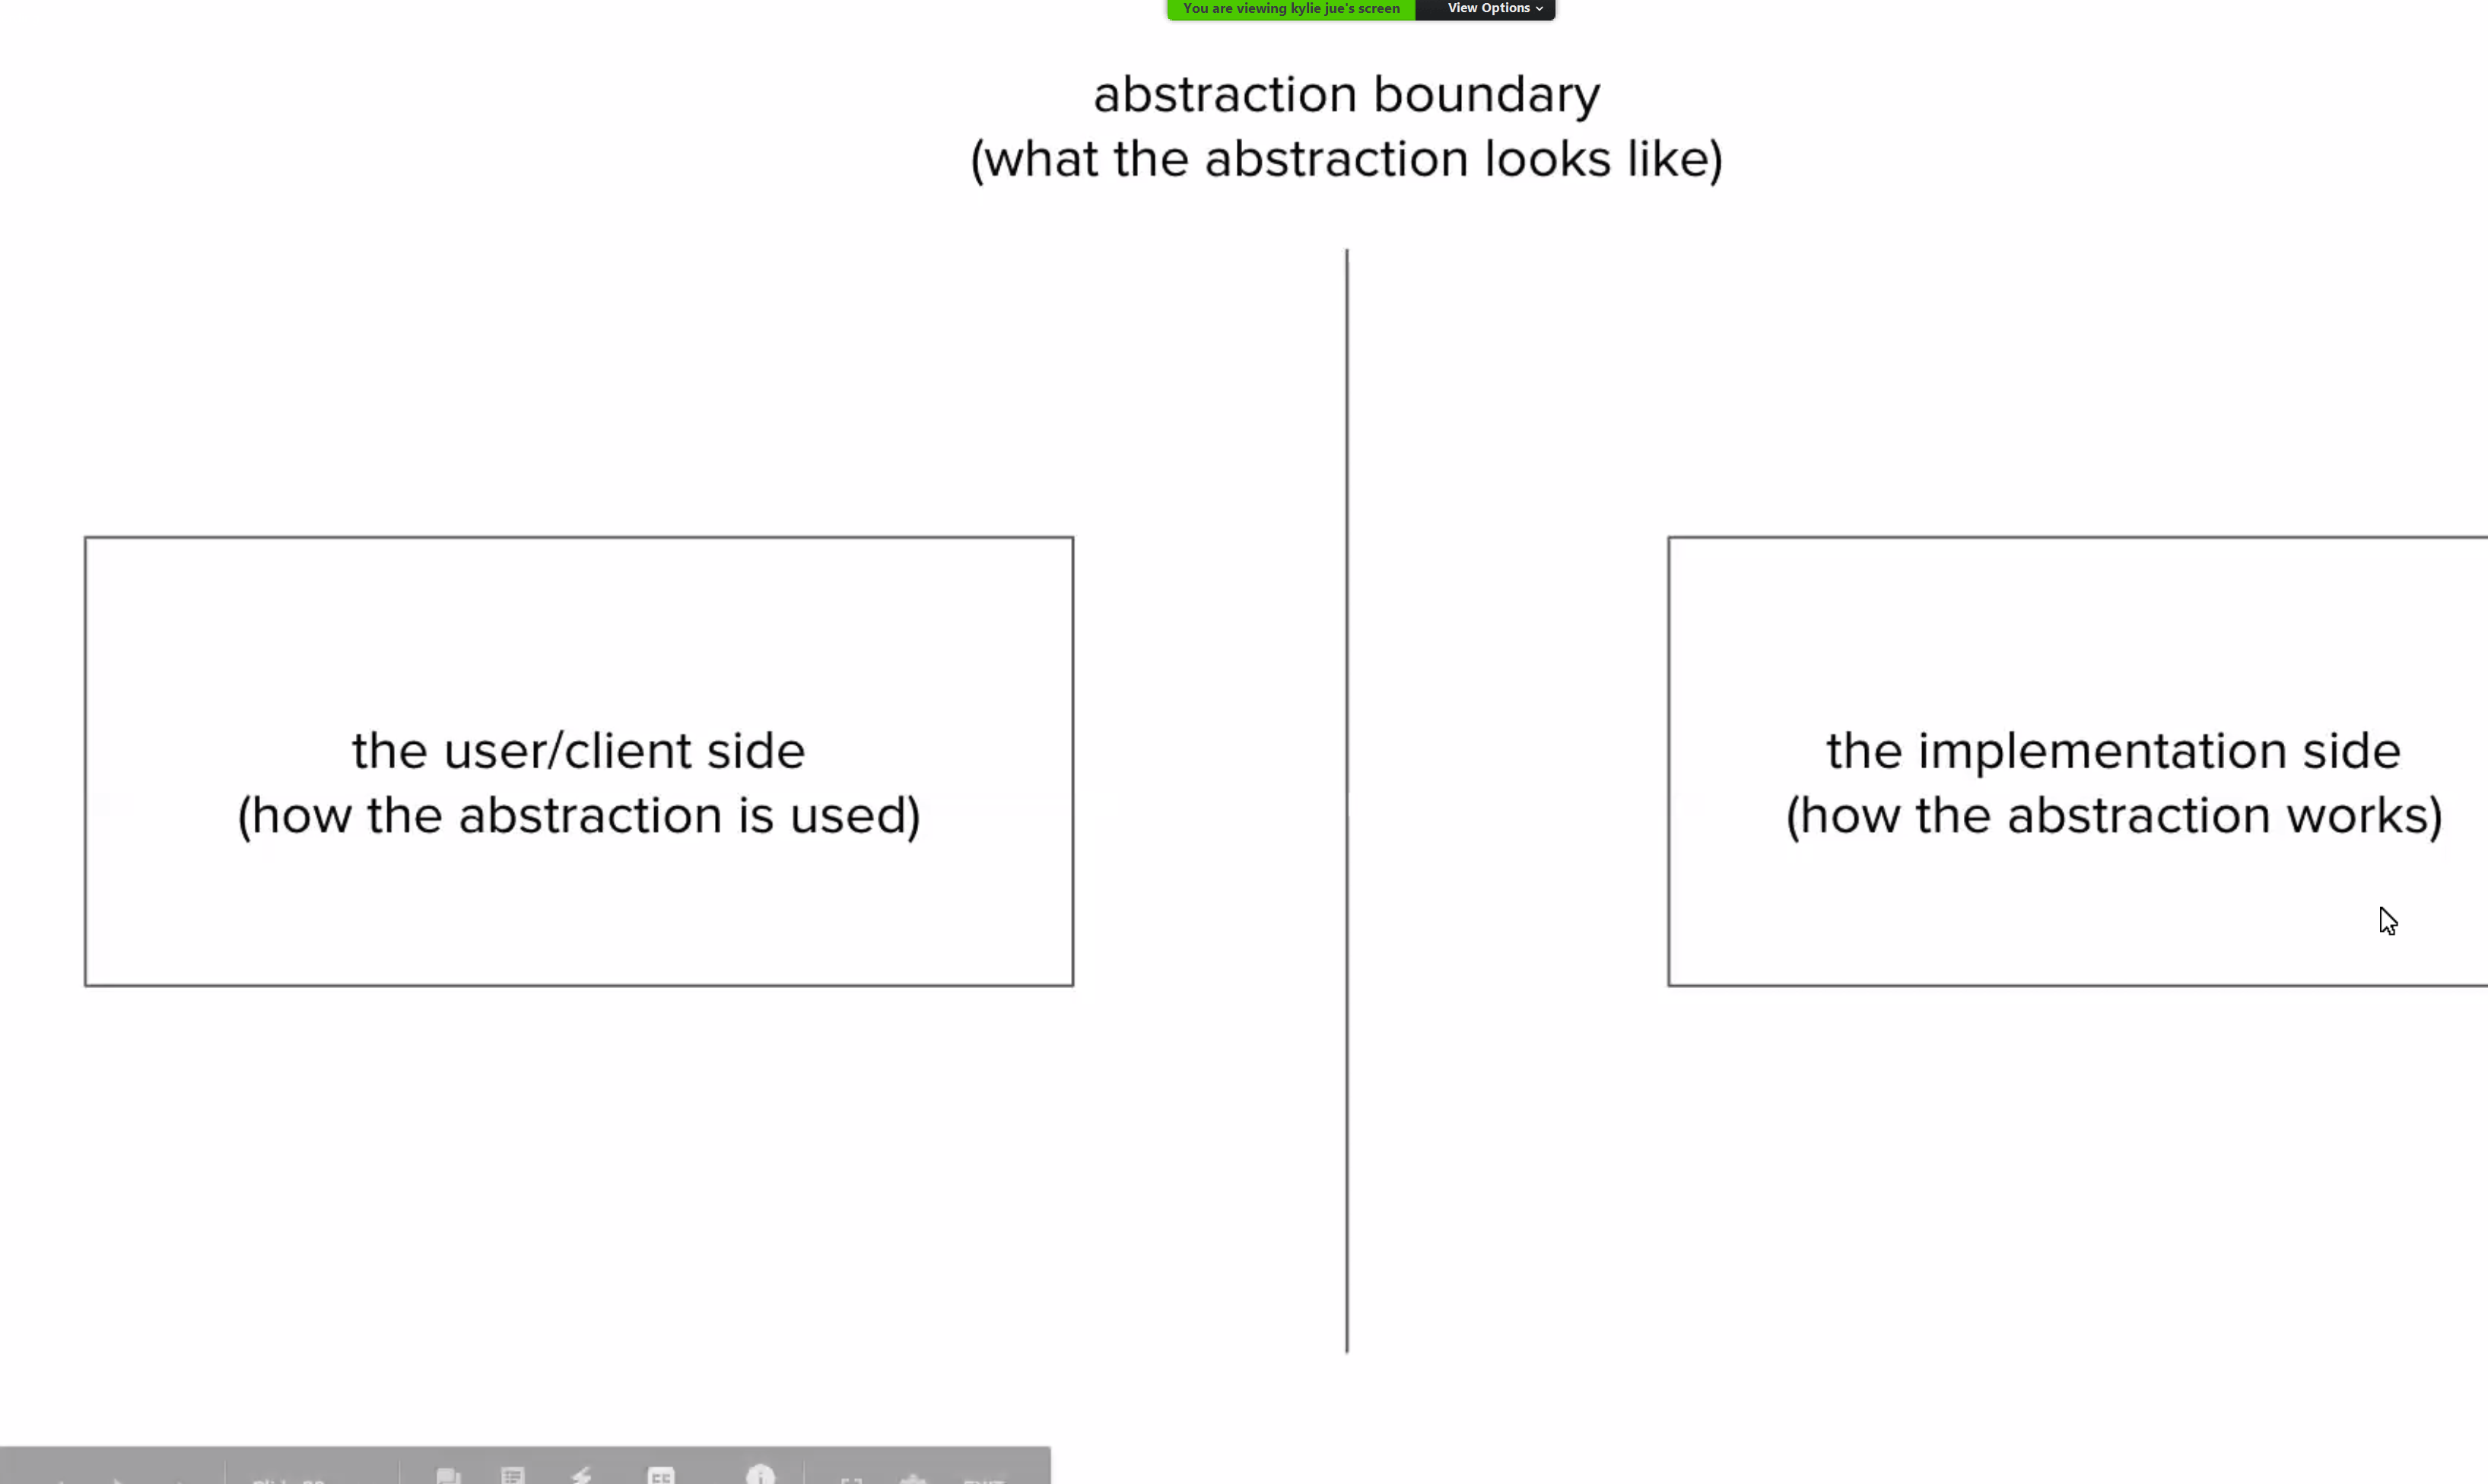 You are viewing kylie jue's screen View Options
abstraction boundary
(what the abstraction looks like)
the user/client side
(how the abstraction is used)
the implementation side
(how the abstraction works)